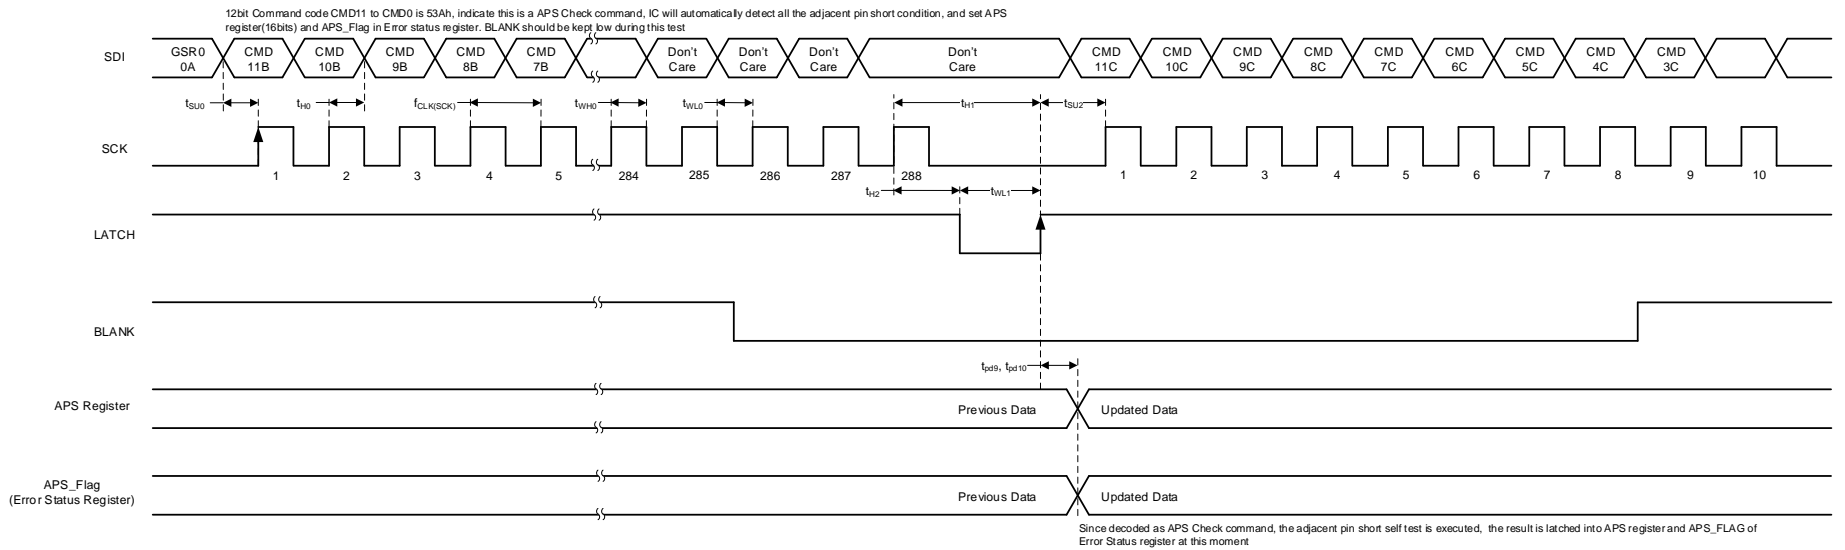 12bit Command code CMD11 to CMD0 is 53Ah, indicate this is a APS Check command, IC will automatically detect all the adjacent pin short condition, and set APS
register(16bits) and APS_Flag in Error status register. BLANK should be kept low during this test
SDI
GSR0
0A
CMD
11B
CMD
10B
CMD
9B
CMD
8B
CMD
7B
Don't
Care
Don't
Care
Don't
Care
Don't
Care
CMD
11C
CMD
10C
CMD
9C
CMD
8C
CMD
7C
CMD
6C
CMD
5C
CMD
4C
CMD
3C
tSU0
tH0
fCLK(SCK)
tWH0
tWL0
tH1
tSU2
SCK
1 2 3 4 5 284 285 286 287 288 1 2 3 4 5 6 7 8 9 10
tH2
tWL1
LATCH
BLANK
tpd9, tpd10
APS Register
Previous Data
Updated Data
APS_Flag
(Error Status Register)
Previous Data
Updated Data
Since decoded as APS Check command, the adjacent pin short self test is executed, the result is latched into APS register and APS_FLAG of
Error Status register at this moment